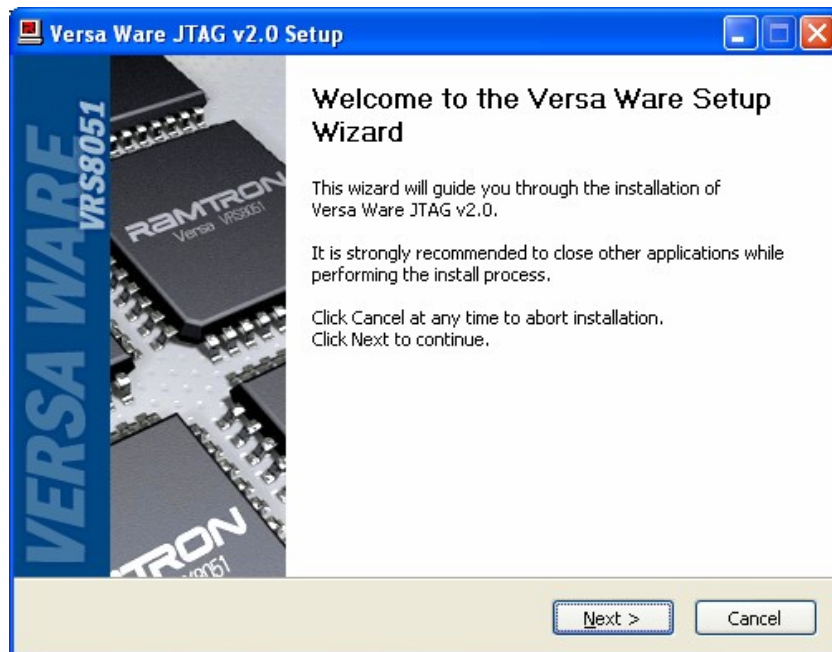 Versa Ware JTAG v2.0 Setup
VERSA WARE
VRS8051
RAMTRON
Versa VRS8051
TRON
Welcome to the Versa Ware Setup
Wizard
This wizard will guide you through the installation of
Versa Ware JTAG v2.0.
It is strongly recommended to close other applications while
performing the install process.
Click Cancel at any time to abort installation.
Click Next to continue.
Next >
Cancel